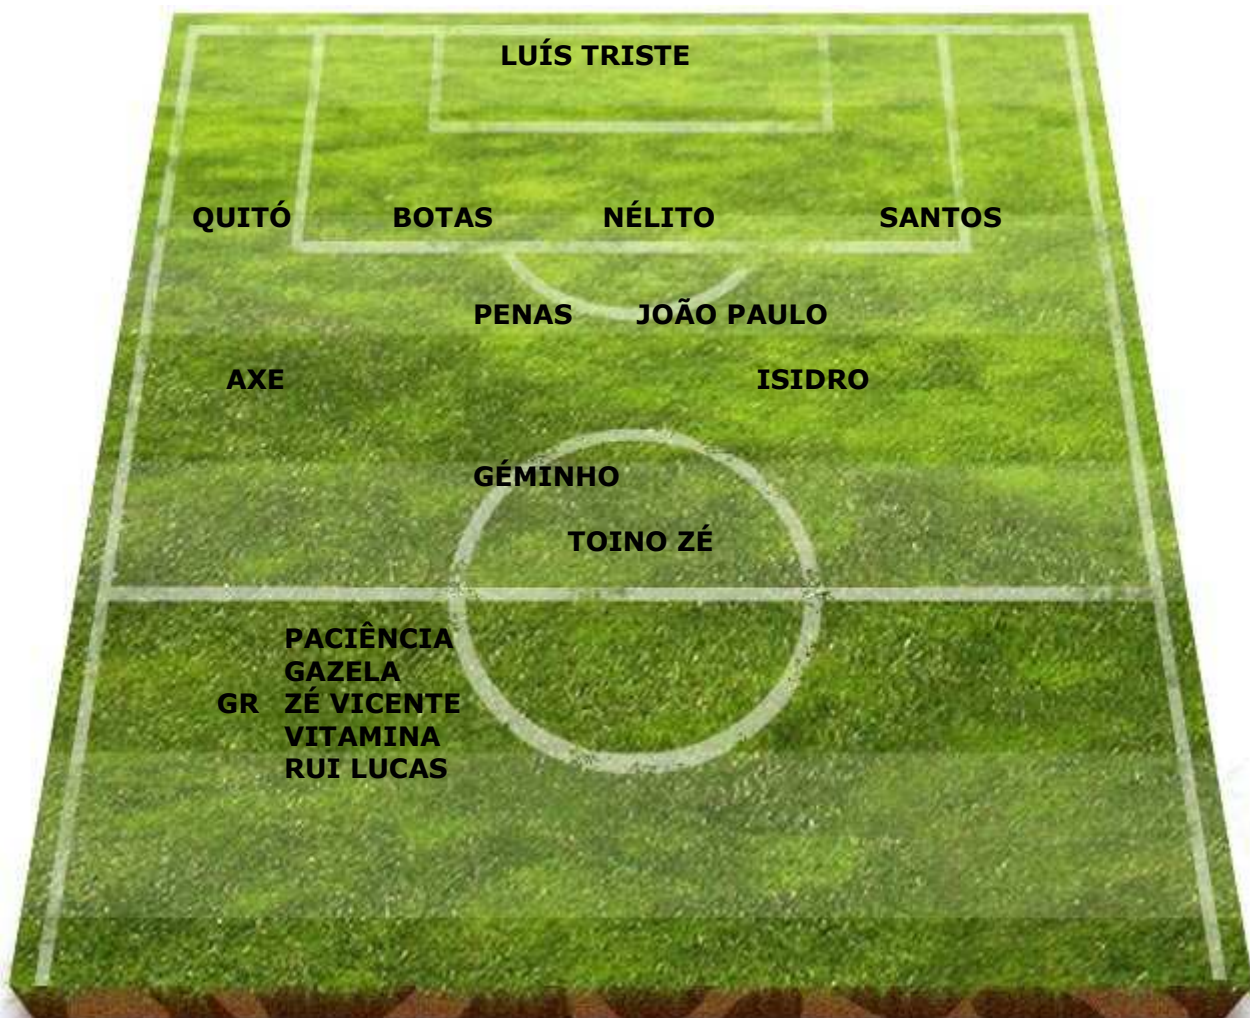 LUÍS TRISTE
QUITÓ BOTAS NÉLITO SANTOS
PENAS JOÃO PAULO
AXE ISIDRO
GÉMINHO
TOINO ZÉ
PACIÊNCIA
GAZELA
GR ZÉ VICENTE
VITAMINA
RUI LUCAS